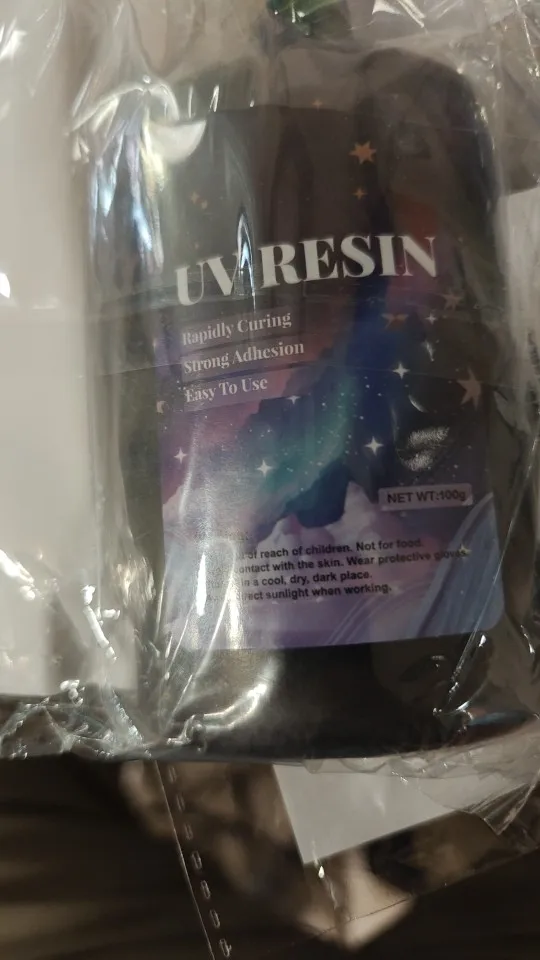 UV RESIN
Rapidly Curing
Strong Adhesion
Easy To Use
NET WT:100g
of reach of children. Not for food.
contact with the skin. Wear protective gloves.
in a cool, dry, dark place.
direct sunlight when working.